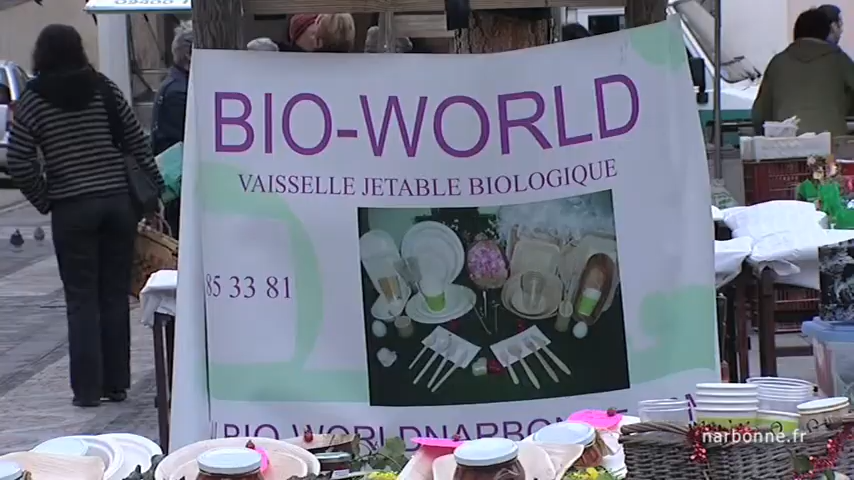 BIO-WORLD
VAISSELLE JETABLE BIOLOGIQUE
85 33 81
narbonne.fr